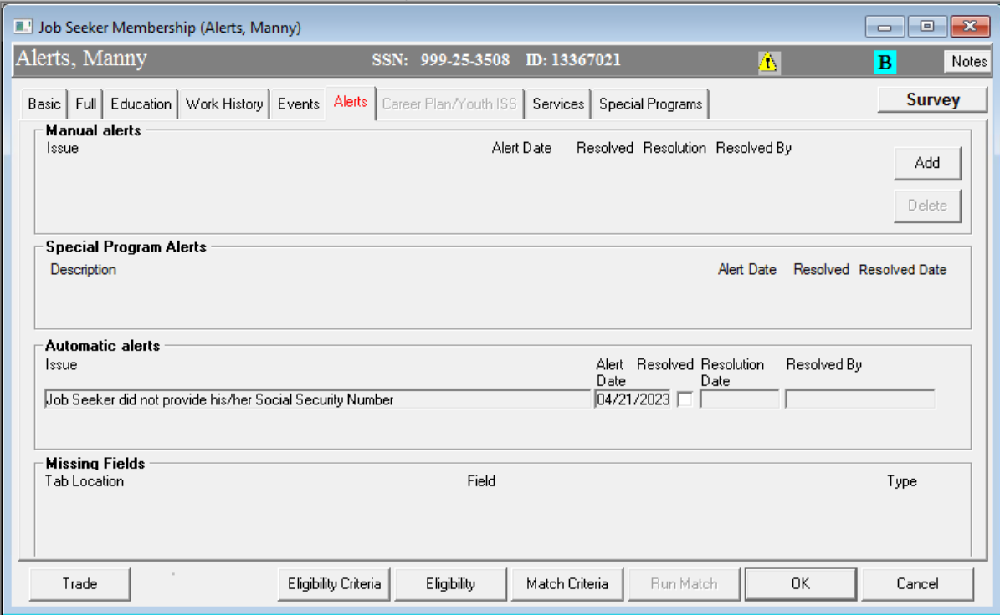 Job Seeker Membership (Alerts, Manny)
Alerts, Manny SSN: 999-25-3508 ID: 13367021 B Notes
Basic Full Education Work History Events Alerts Career Plan/Youth ISS Services Special Programs Survey
Manual alerts
Issue Alert Date Resolved Resolution Resolved By
Add
Delete
Special Program Alerts
Description Alert Date Resolved Resolved Date
Automatic alerts
Issue Alert Date Resolved Resolution Date Resolved By
Job Seeker did not provide his/her Social Security Number 04/21/2023
Missing Fields
Tab Location Field Type
Trade Eligibility Criteria Eligibility Match Criteria Run Match OK Cancel